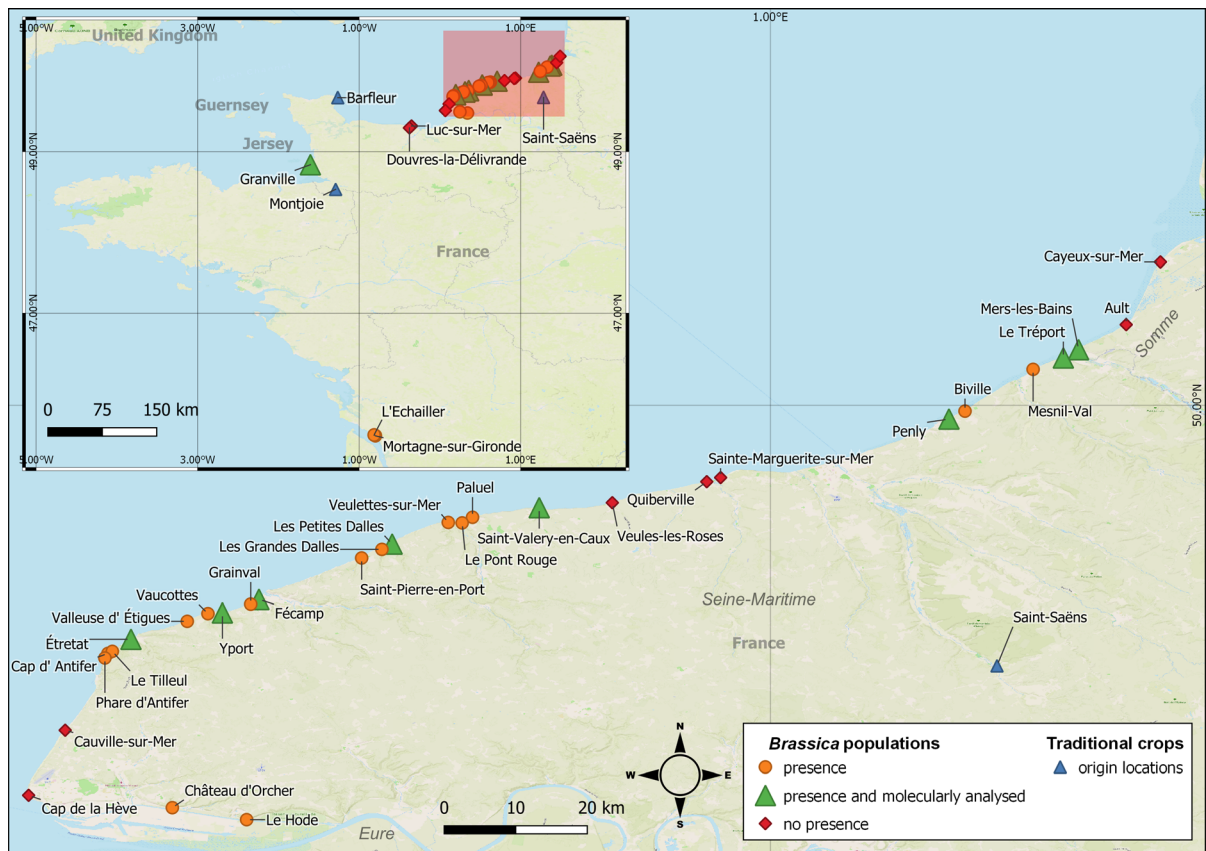 5.00°W
3.00°W
1.00°W
1.00°E
1.00°E
United Kingdom
Guernsey
Barfleur
Jersey
Luc-sur-Mer
Saint-Saëns
49.00°N
49.00°N
Douvres-la-Délivrande
Granville
Montjoie
France
47.00°N
47.00°N
0 75 150 km
L'Echailler
Mortagne-sur-Gironde
5.00°W
3.00°W
1.00°W
1.00°E
Cayeux-sur-Mer
Mers-les-Bains
Ault
Le Tréport
Somme
Biville
Mesnil-Val
50.00°N
Penly
Sainte-Marguerite-sur-Mer
Quiberville
Paluel
Veulettes-sur-Mer
Les Petites Dalles
Saint-Valery-en-Caux
Veules-les-Roses
Les Grandes Dalles
Le Pont Rouge
Saint-Pierre-en-Port
Grainval
Vaucottes
Seine-Maritime
Valleuse d' Étigues
Fécamp
Saint-Saëns
Étretat
Yport
France
Cap d' Antifer
Le Tilleul
Phare d'Antifer
Cauville-sur-Mer
Château d'Orcher
Cap de la Hève
Le Hode
Eure
0 10 20 km
N
W
E
S
Brassica populations
presence
presence and molecularly analysed
no presence
Traditional crops
origin locations